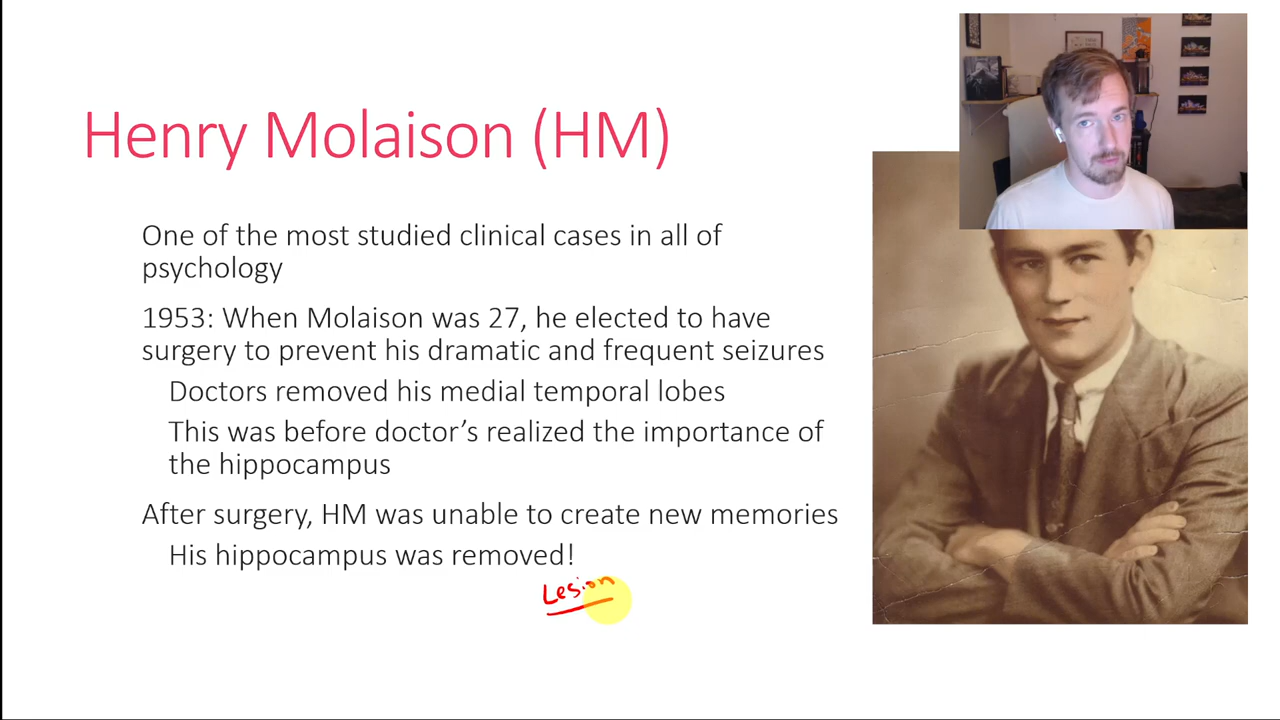 Henry Molaison (HM)
One of the most studied clinical cases in all of
psychology
1953: When Molaison was 27, he elected to have
surgery to prevent his dramatic and frequent seizures
Doctors removed his medial temporal lobes
This was before doctor’s realized the importance of
the hippocampus
After surgery, HM was unable to create new memories
His hippocampus was removed!
Lesion